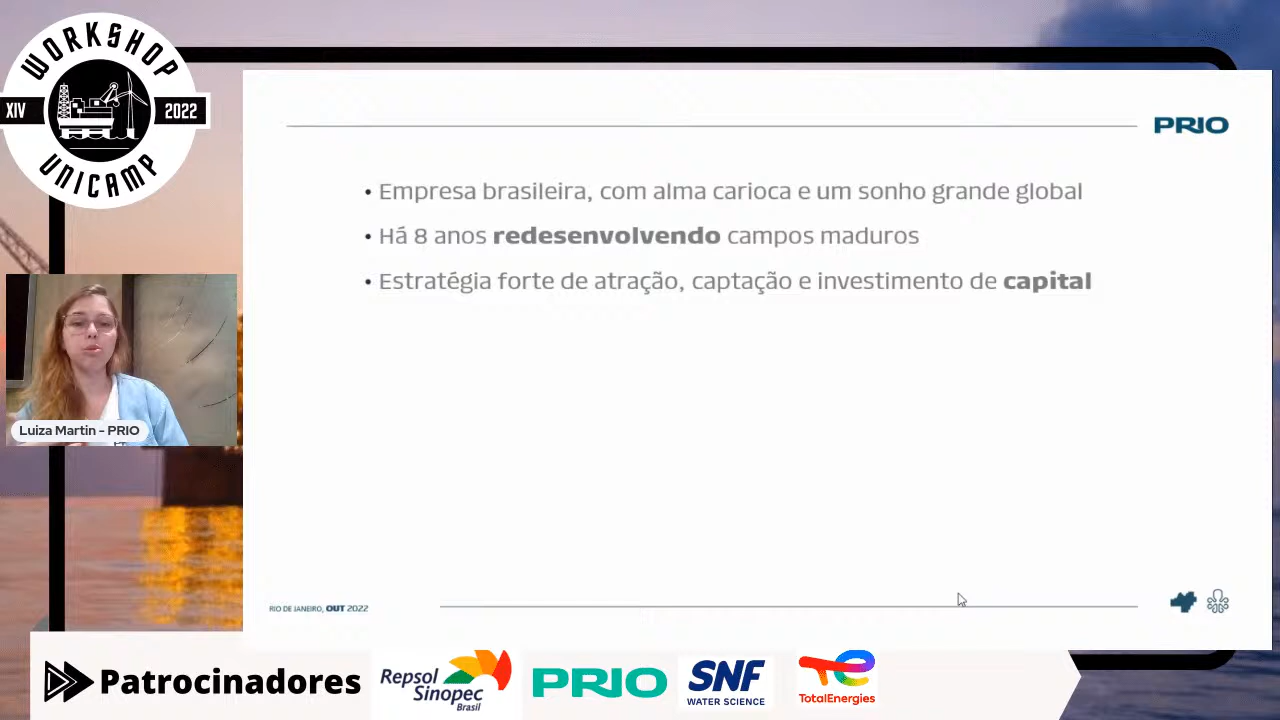 WORKSHOP
XIV
2022
UNICAMP
PRIO
• Empresa brasileira, com alma carioca e um sonho grande global
• Há 8 anos redesenvolvendo campos maduros
• Estratégia forte de atração, captação e investimento de capital
Luiza Martin - PRIO
RIO DE JANEIRO, OUT 2022
Patrocinadores
Repsol
Sinopec
Brasil
PRIO
SNF
WATER SCIENCE
TotalEnergies